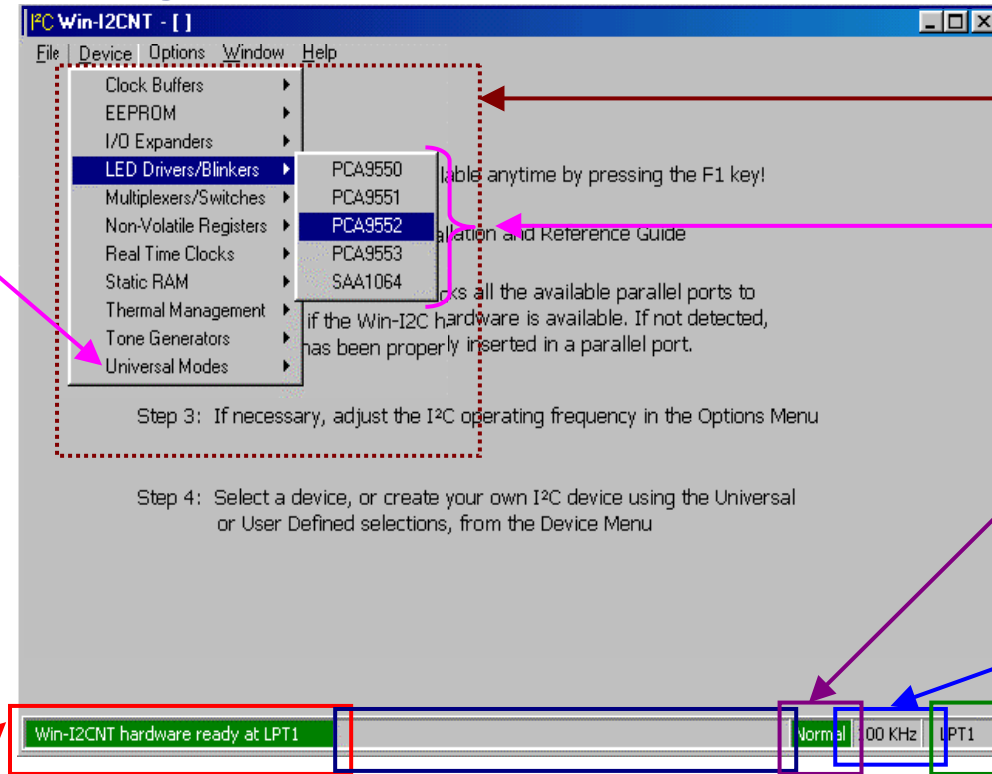 I²C Win-I2CNT - [ ]
File Device Options Window Help
Clock Buffers
EEPROM
I/O Expanders
LED Drivers/Blinkers
Multiplexers/Switches
Non-Volatile Registers
Real Time Clocks
Static RAM
Thermal Management
Tone Generators
Universal Modes
PCA9550
PCA9551
PCA9552
PCA9553
SAA1064
anytime by pressing the F1 key!
and Reference Guide
all the available parallel ports to
if the Win-I2C hardware is available. If not detected,
has been properly inserted in a parallel port.
Step 3: If necessary, adjust the I²C operating frequency in the Options Menu
Step 4: Select a device, or create your own I²C device using the Universal
or User Defined selections, from the Device Menu
Win-I2CNT hardware ready at LPT1
Normal
KHz
LPT1